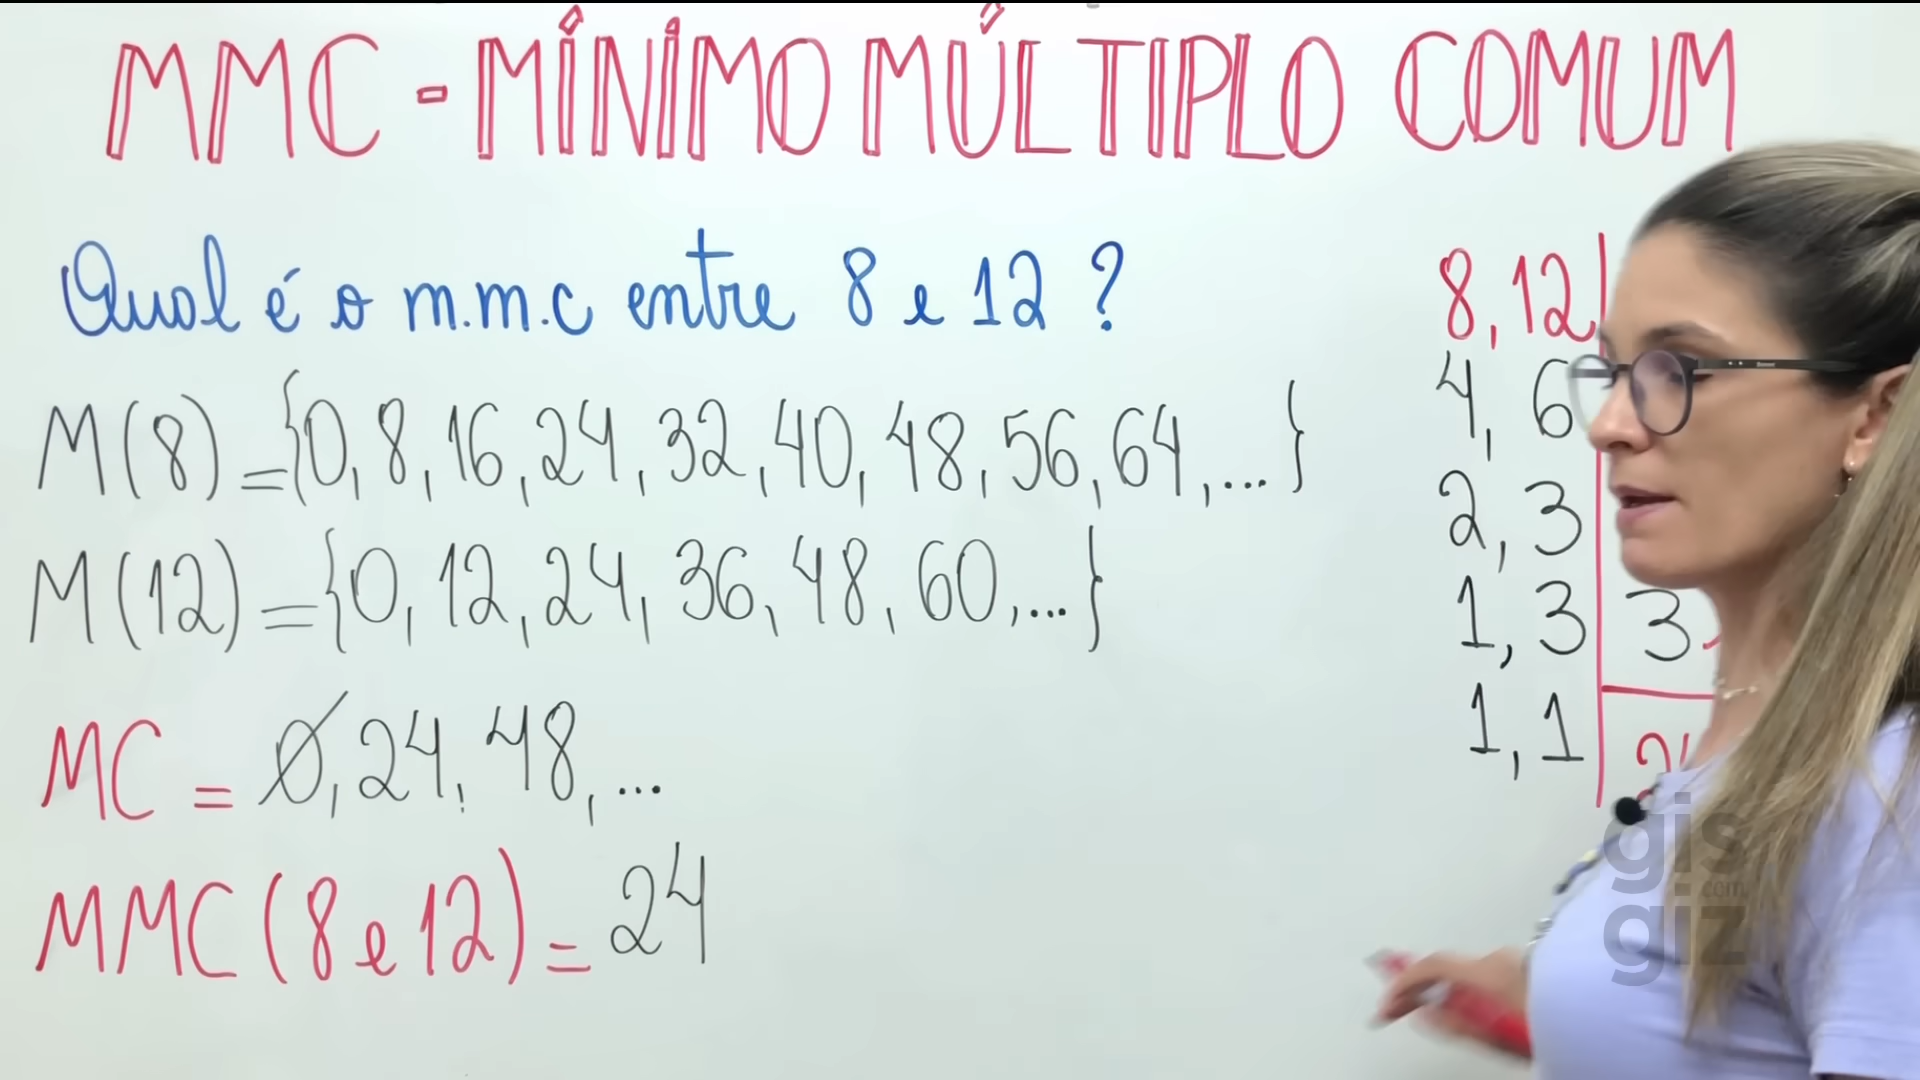 MMC - MÍNIMO MÚLTIPLO COMUM
Qual é o m.m.c entre 8 e 12 ?
M(8) = {0, 8, 16, 24, 32, 40, 48, 56, 64, ... }
M(12) = {0, 12, 24, 36, 48, 60, ... }
MC = 0, 24, 48, ...
MMC (8 e 12) = 24
8, 12
4, 6
2, 3
1, 3 3
1, 1
gis
com
giz